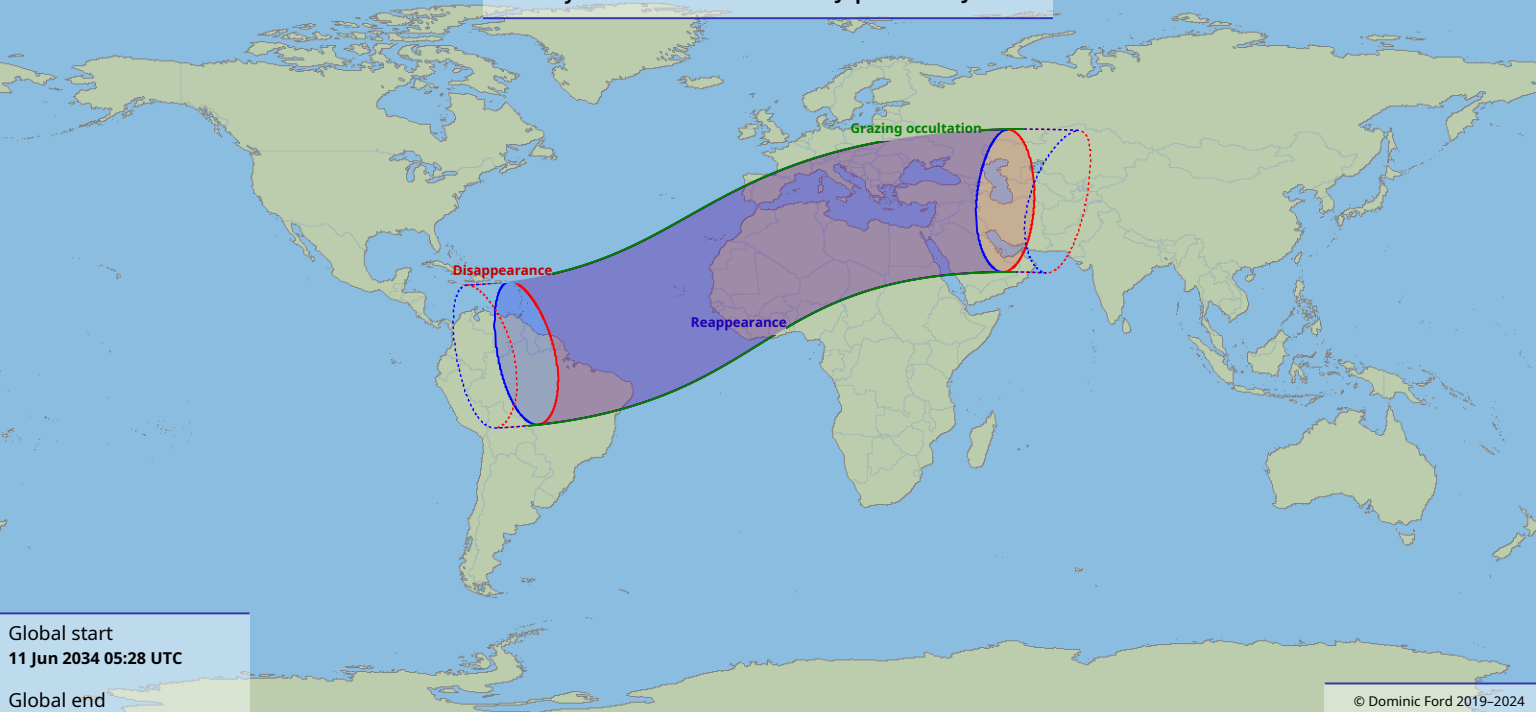 Grazing occultation
Disappearance
Reappearance
Global start
11 Jun 2034 05:28 UTC
Global end
© Dominic Ford 2019–2024